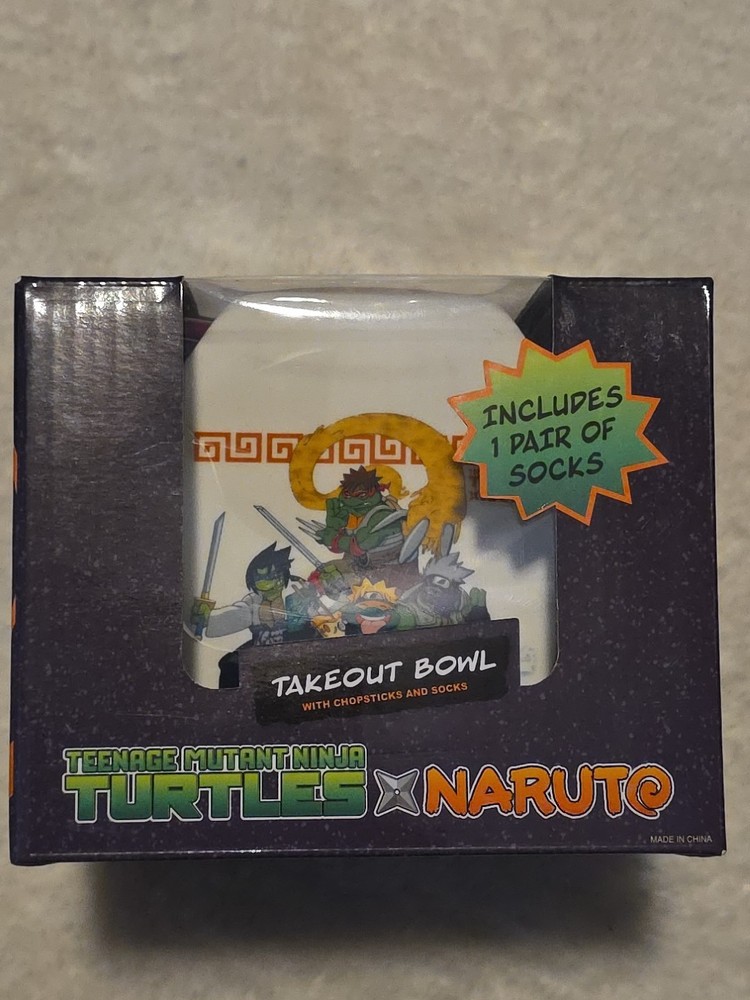 INCLUDES
1 PAIR OF
SOCKS
TAKEOUT BOWL
WITH CHOPSTICKS AND SOCKS
TEENAGE MUTANT NINJA
TURTLES
NARUTO
MADE IN CHINA